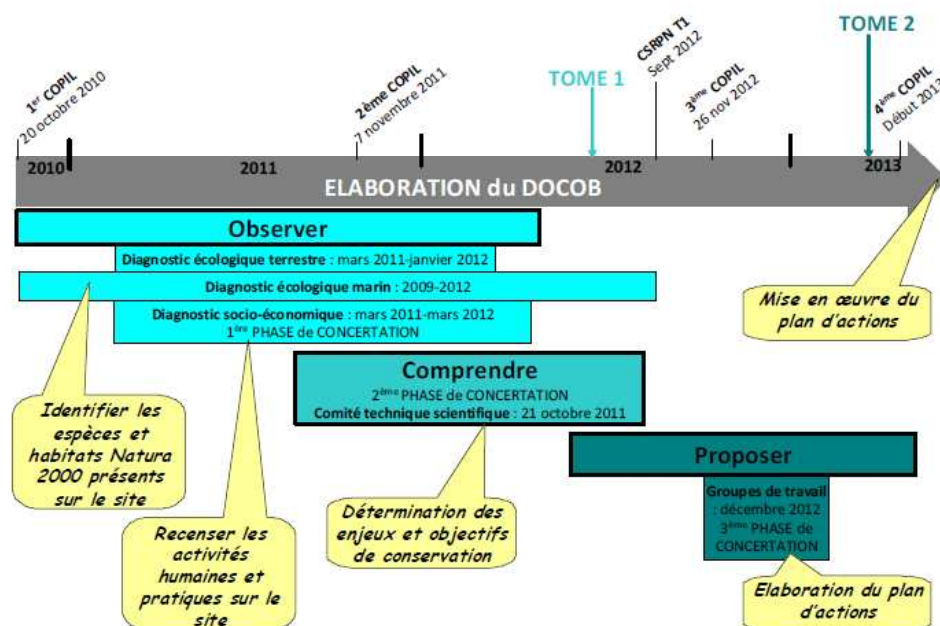 TOME 2
TOME 1
1er COPIL
20 octobre 2010
2ème COPIL
7 novembre 2011
CSRPN T1
Sept 2012
3ème COPIL
26 nov 2012
4ème COPIL
Début 2013
2010
2011
2012
2013
ELABORATION du DOCOB
Observer
Diagnostic écologique terrestre : mars 2011-janvier 2012
Diagnostic écologique marin : 2009-2012
Diagnostic socio-économique : mars 2011-mars 2012
1ère PHASE de CONCERTATION
Mise en œuvre du
plan d'actions
Comprendre
2ème PHASE de CONCERTATION
Comité technique scientifique : 21 octobre 2011
Identifier les
espèces et
habitats Natura
2000 présents
sur le site
Proposer
Groupes de travail
: décembre 2012
3ème PHASE de
CONCERTATION
Détermination des
enjeux et objectifs
de conservation
Recenser les
activités
humaines et
pratiques sur le
site
Elaboration du plan
d'actions